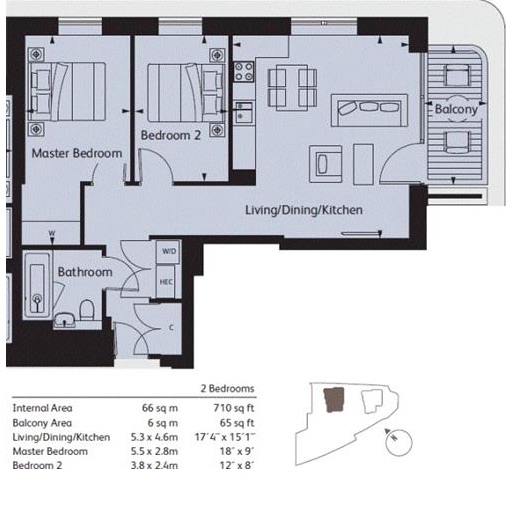 Bedroom 2
Master Bedroom
Balcony
Living/Dining/Kitchen
W
W/D
HEC
Bathroom
C
2 Bedrooms
Internal Area 66 sq m 710 sq ft
Balcony Area 6 sq m 65 sq ft
Living/Dining/Kitchen 5.3 x 4.6m 17´4¨ x 15´1¨
Master Bedroom 5.5 x 2.8m 18´ x 9´
Bedroom 2 3.8 x 2.4m 12´ x 8´
N